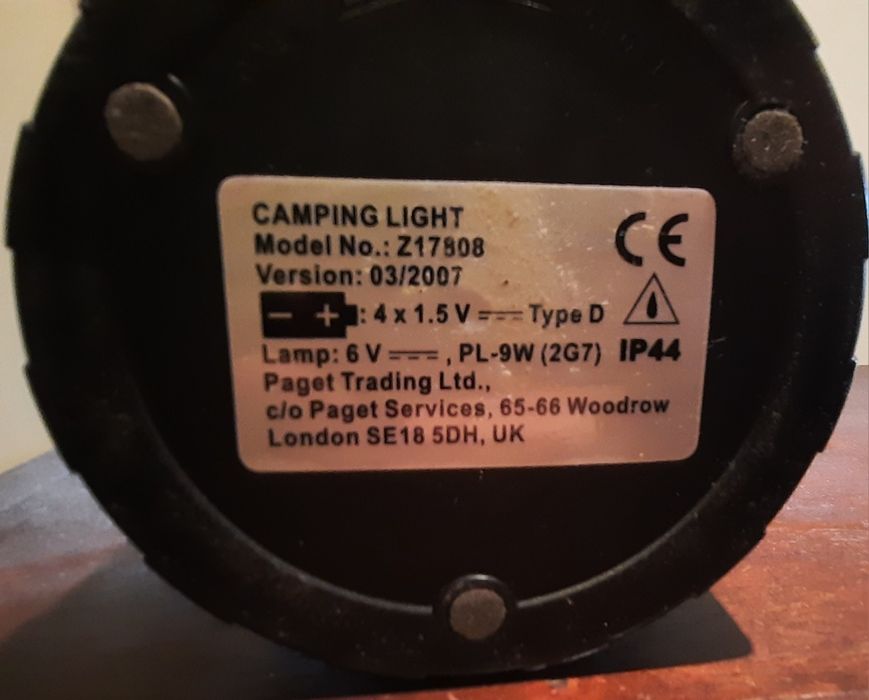 CAMPING LIGHT
Model No.: Z17808
CE
Version: 03/2007
- + : 4 x 1.5 V ⎓ Type D
Lamp: 6 V ⎓ , PL-9W (2G7) IP44
Paget Trading Ltd.,
c/o Paget Services, 65-66 Woodrow
London SE18 5DH, UK